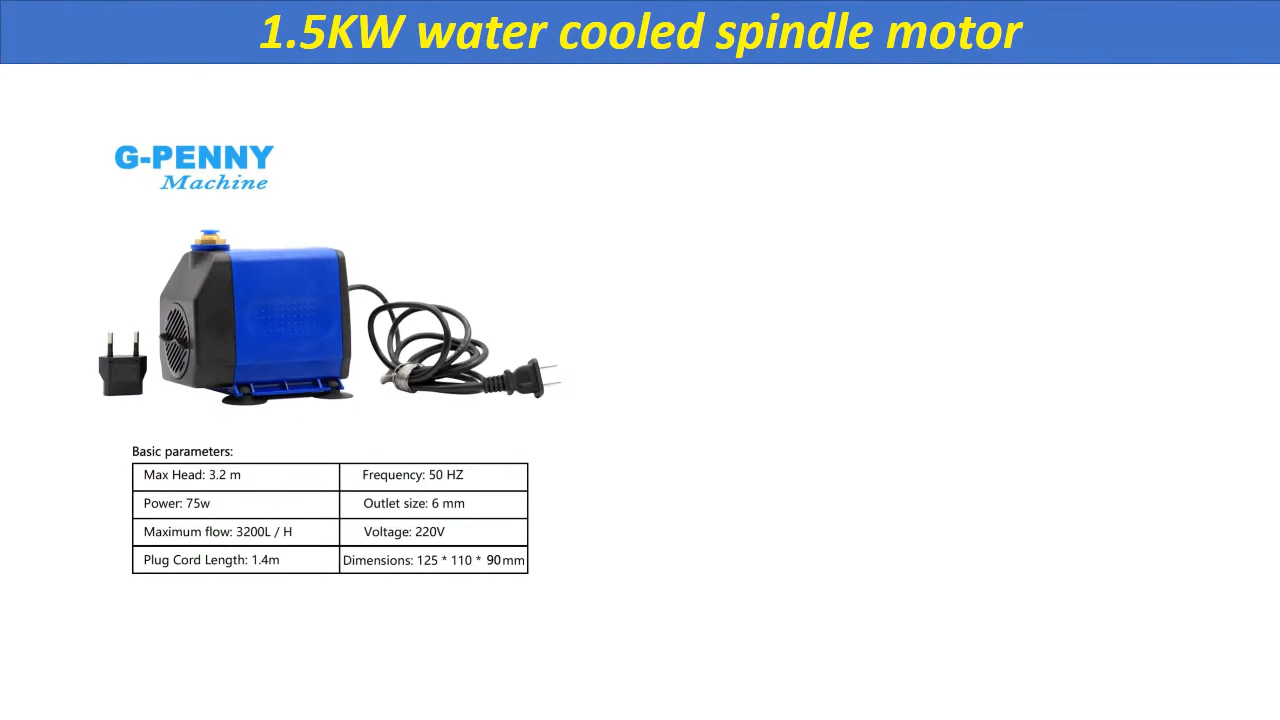 1.5KW water cooled spindle motor
G-PENNY
Machine
Basic parameters:
Max Head: 3.2 m
Frequency: 50 HZ
Power: 75w
Outlet size: 6 mm
Maximum flow: 3200L / H
Voltage: 220V
Plug Cord Length: 1.4m
Dimensions: 125 * 110 * 90mm